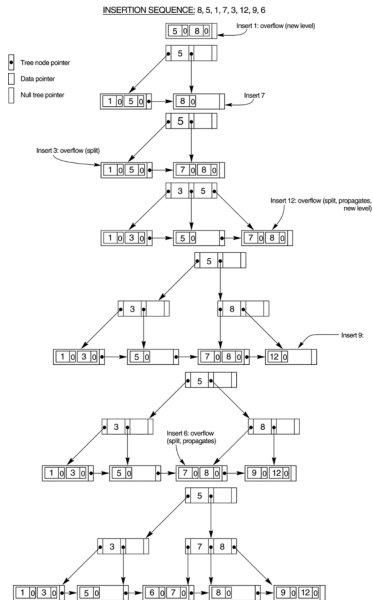 INSERTION SEQUENCE: 8, 5, 1, 7, 3, 12, 9, 6
Insert 1: overflow (new level)
5 0 8 0
Tree node pointer
Data pointer
Null tree pointer
5
1 0 5 0 8 0
Insert 7
5
Insert 3: overflow (split)
1 0 5 0 7 0 8 0
3 5
Insert 12: overflow (split, propagates,
new level)
1 0 3 0 5 0 7 0 8 0
5
3 8
Insert 9:
1 0 3 0 5 0 7 0 8 0 12 0
5
3 8
Insert 6: overflow
(split, propagates)
1 0 3 0 5 0 7 0 8 0 9 0 12 0
5
3 7 8
1 0 3 0 5 0 6 0 7 0 8 0 9 0 12 0